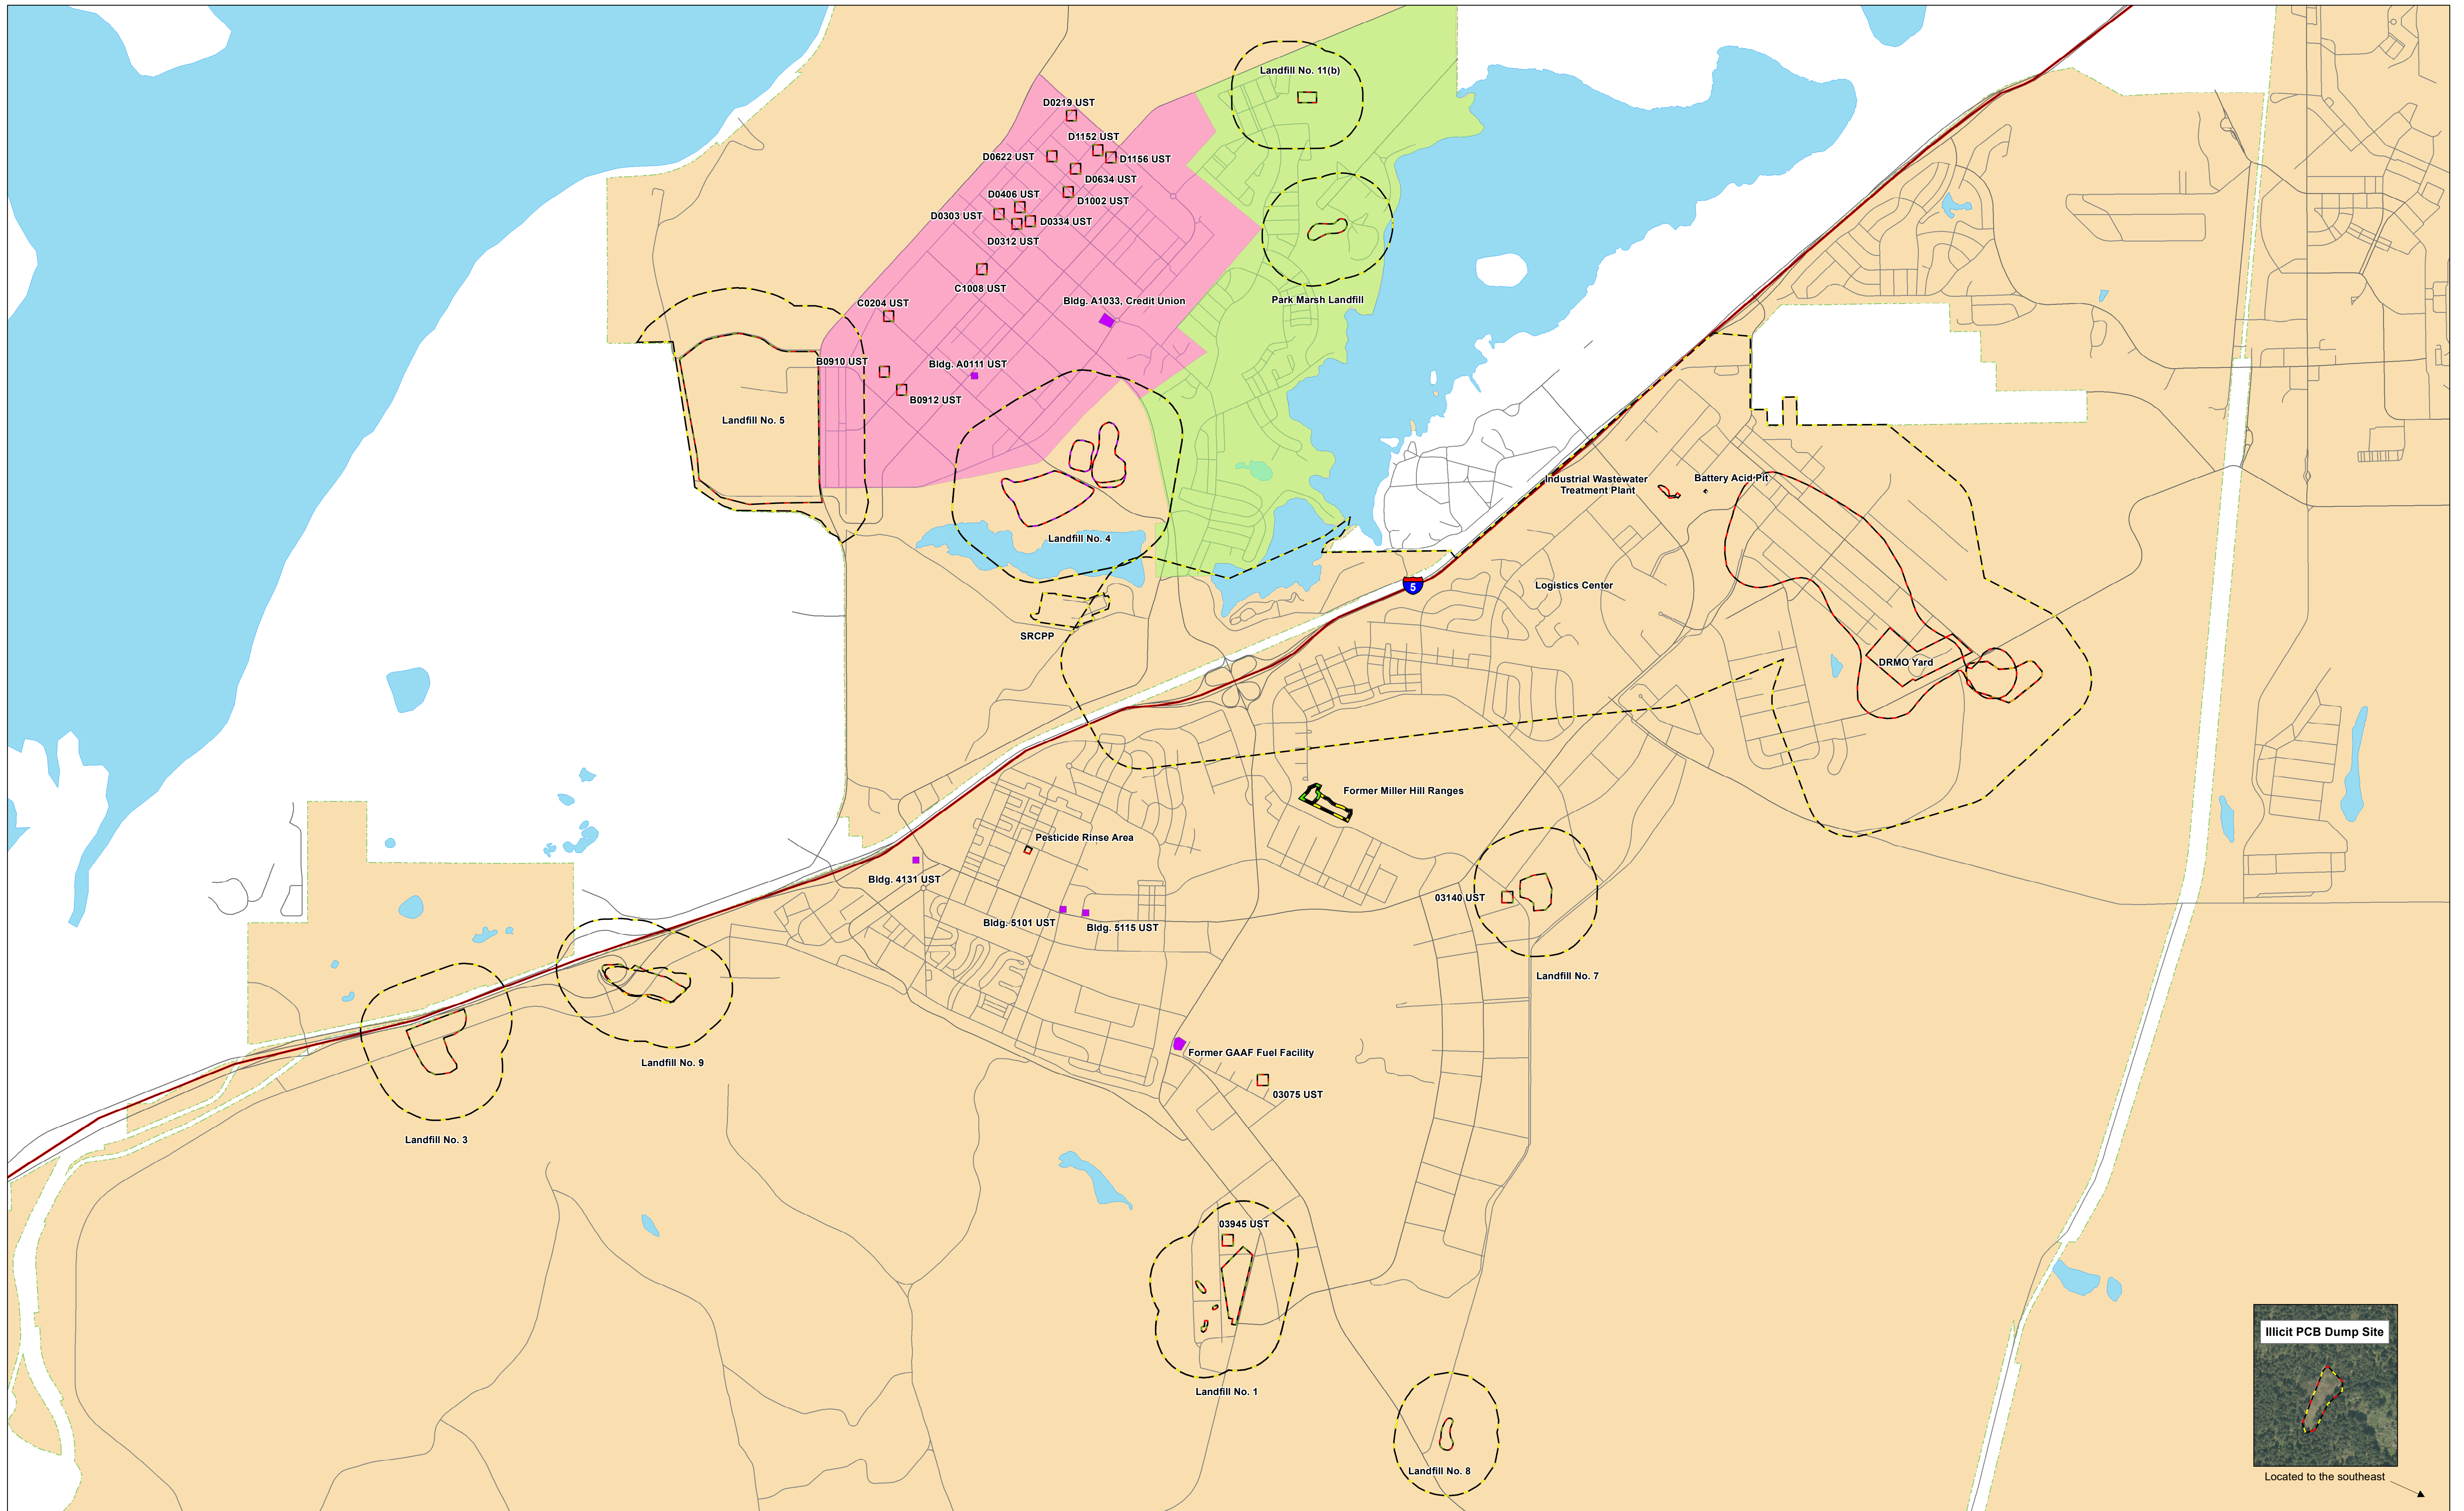 Landfill No. 11(b)
D0219 UST
D1152 UST
D0622 UST
D1156 UST
D0634 UST
D0406 UST
D1002 UST
D0303 UST
D0334 UST
D0312 UST
C1008 UST
Park Marsh Landfill
Bldg. A1033, Credit Union
C0204 UST
B0910 UST
Bldg. A0111 UST
B0912 UST
Landfill No. 5
Industrial Wastewater
Treatment Plant
Battery Acid Pit
Landfill No. 4
5
Logistics Center
SRCPP
DRMO Yard
Former Miller Hill Ranges
Pesticide Rinse Area
Bldg. 4131 UST
03140 UST
Bldg. 5101 UST
Bldg. 5115 UST
Landfill No. 7
Former GAAF Fuel Facility
Landfill No. 9
03075 UST
Landfill No. 3
03945 UST
Landfill No. 1
Landfill No. 8
Illicit PCB Dump Site
Located to the southeast